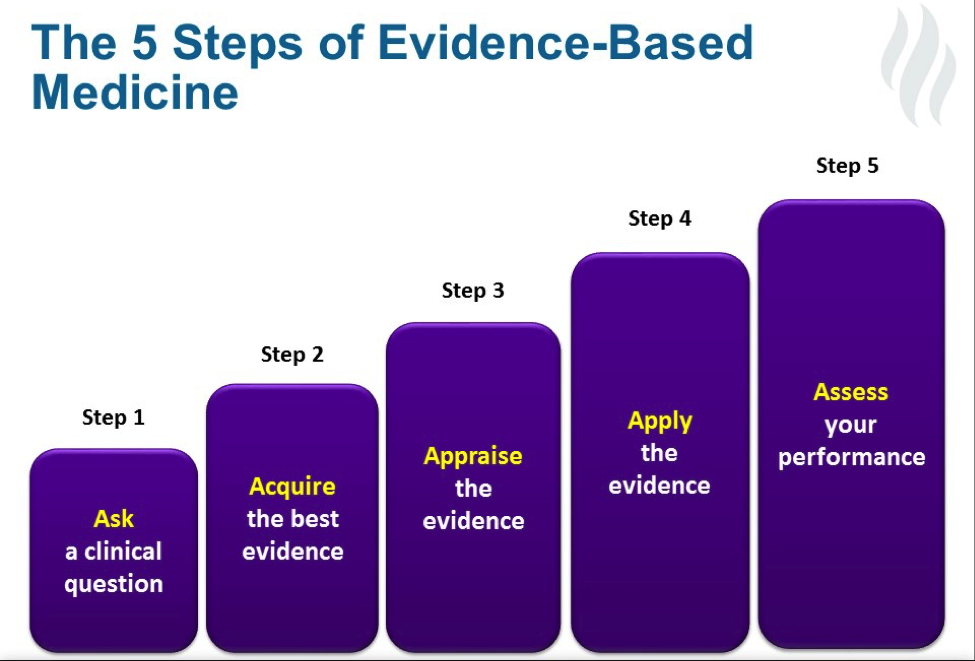 The 5 Steps of Evidence-Based
Medicine
Step 1
Ask
a clinical
question
Step 2
Acquire
the best
evidence
Step 3
Appraise
the
evidence
Step 4
Apply
the
evidence
Step 5
Assess
your
performance